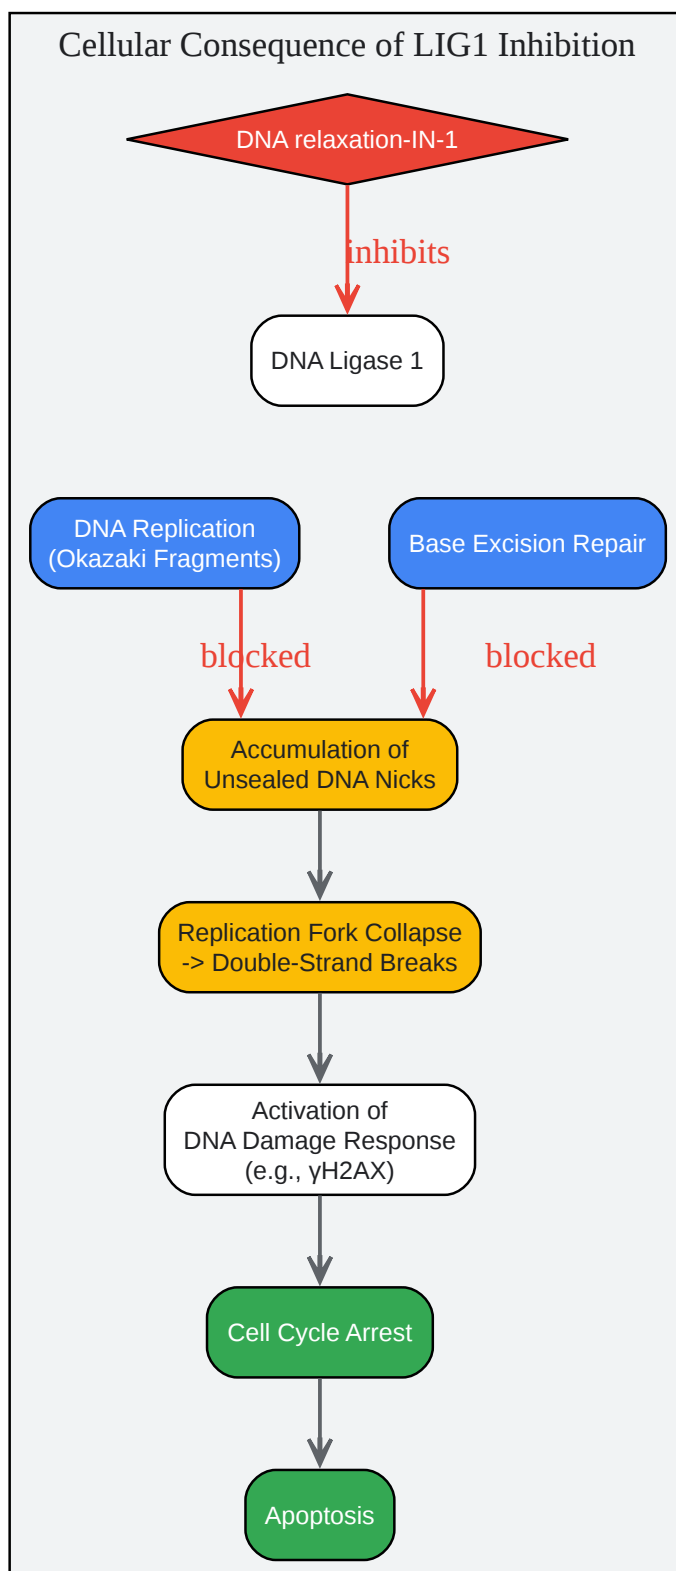 Cellular Consequence of LIG1 Inhibition
DNA relaxation-IN-1
inhibits
DNA Ligase 1
DNA Replication
(Okazaki Fragments)
Base Excision Repair
blocked
blocked
Accumulation of
Unsealed DNA Nicks
Replication Fork Collapse
-> Double-Strand Breaks
Activation of
DNA Damage Response
(e.g., γH2AX)
Cell Cycle Arrest
Apoptosis